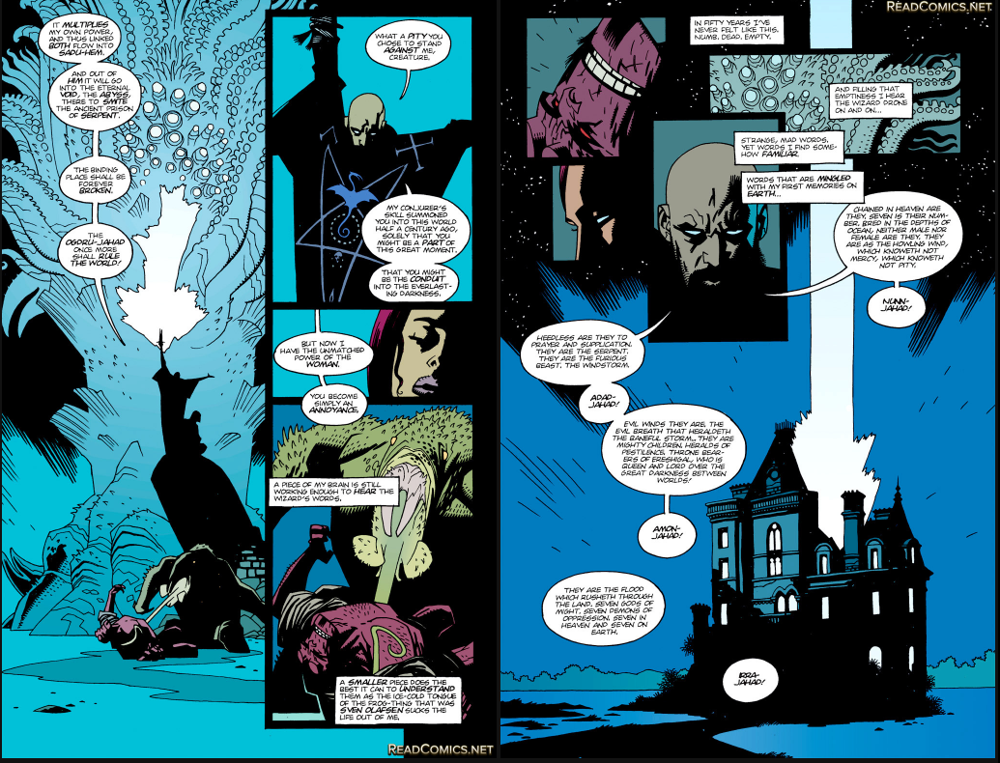 IT MULTIPLIES
MY OWN POWER,
AND THUS LINKED
BOTH FLOW INTO
SADU-HEM.
AND OUT OF
HIM IT WILL GO
INTO THE ETERNAL
VOID, THE ABYSS,
THERE TO SMITE
THE ANCIENT PRISON
OF SERPENT.
THE BINDING
PLACE SHALL BE
FOREVER
BROKEN.
THE
OGDRU-JAHAD
ONCE MORE
SHALL RULE
THE WORLD!
WHAT A PITY YOU
CHOSE TO STAND
AGAINST ME,
CREATURE.
MY CONJURER'S
SKILL SUMMONED
YOU INTO THIS WORLD
HALF A CENTURY AGO,
SOLELY THAT YOU
MIGHT BE A PART OF
THIS GREAT MOMENT.
THAT YOU MIGHT
BE THE CONDUIT
INTO THE EVERLAST-
ING DARKNESS.
BUT NOW I
HAVE THE UNMATCHED
POWER OF THE
WOMAN.
YOU BECOME
SIMPLY AN
ANNOYANCE.
A PIECE OF MY BRAIN IS STILL
WORKING ENOUGH TO HEAR THE
WIZARD'S WORDS.
A SMALLER PIECE DOES THE
BEST IT CAN TO UNDERSTAND
THEM AS THE ICE-COLD TONGUE
OF THE FROG-THING THAT WAS
SVEN OLAFSEN SUCKS THE
LIFE OUT OF ME.
READCOMICS.NET
READCOMICS.NET
IN FIFTY YEARS I'VE
NEVER FELT LIKE THIS.
NUMB. DEAD. EMPTY.
AND FILLING THAT
EMPTINESS I HEAR
THE WIZARD DRONE
ON AND ON...
STRANGE, MAD WORDS.
YET WORDS I FIND SOME-
HOW FAMILIAR.
WORDS THAT ARE MINGLED
WITH MY FIRST MEMORIES ON
EARTH...
CHAINED IN HEAVEN ARE
THEY, SEVEN IS THEIR NUM-
BER. BRED IN THE DEPTHS OF
OCEAN, NEITHER MALE NOR
FEMALE ARE THEY. THEY
ARE AS THE HOWLING WIND,
WHICH KNOWETH NOT
MERCY, WHICH KNOWETH
NOT PITY.
NUNN-
JAHAD!
HEEDLESS ARE THEY TO
PRAYER AND SUPPLICATION.
THEY ARE THE SERPENT.
THEY ARE THE FURIOUS
BEAST. THE WINDSTORM.
ADAD-
JAHAD!
EVIL WINDS THEY ARE, THE
EVIL BREATH THAT HERALDETH
THE BANEFUL STORM... THEY ARE
MIGHTY CHILDREN, HERALDS OF
PESTILENCE, THRONE BEAR-
ERS OF ERESHIGAL, WHO IS
QUEEN AND LORD OVER THE
GREAT DARKNESS BETWEEN
WORLDS!
AMON-
JAHAD!
THEY ARE THE FLOOD
WHICH RUSHETH THROUGH
THE LAND. SEVEN GODS OF
MIGHT, SEVEN DEMONS OF
OPPRESSION. SEVEN IN
HEAVEN AND SEVEN ON
EARTH.
IRRA-
JAHAD!